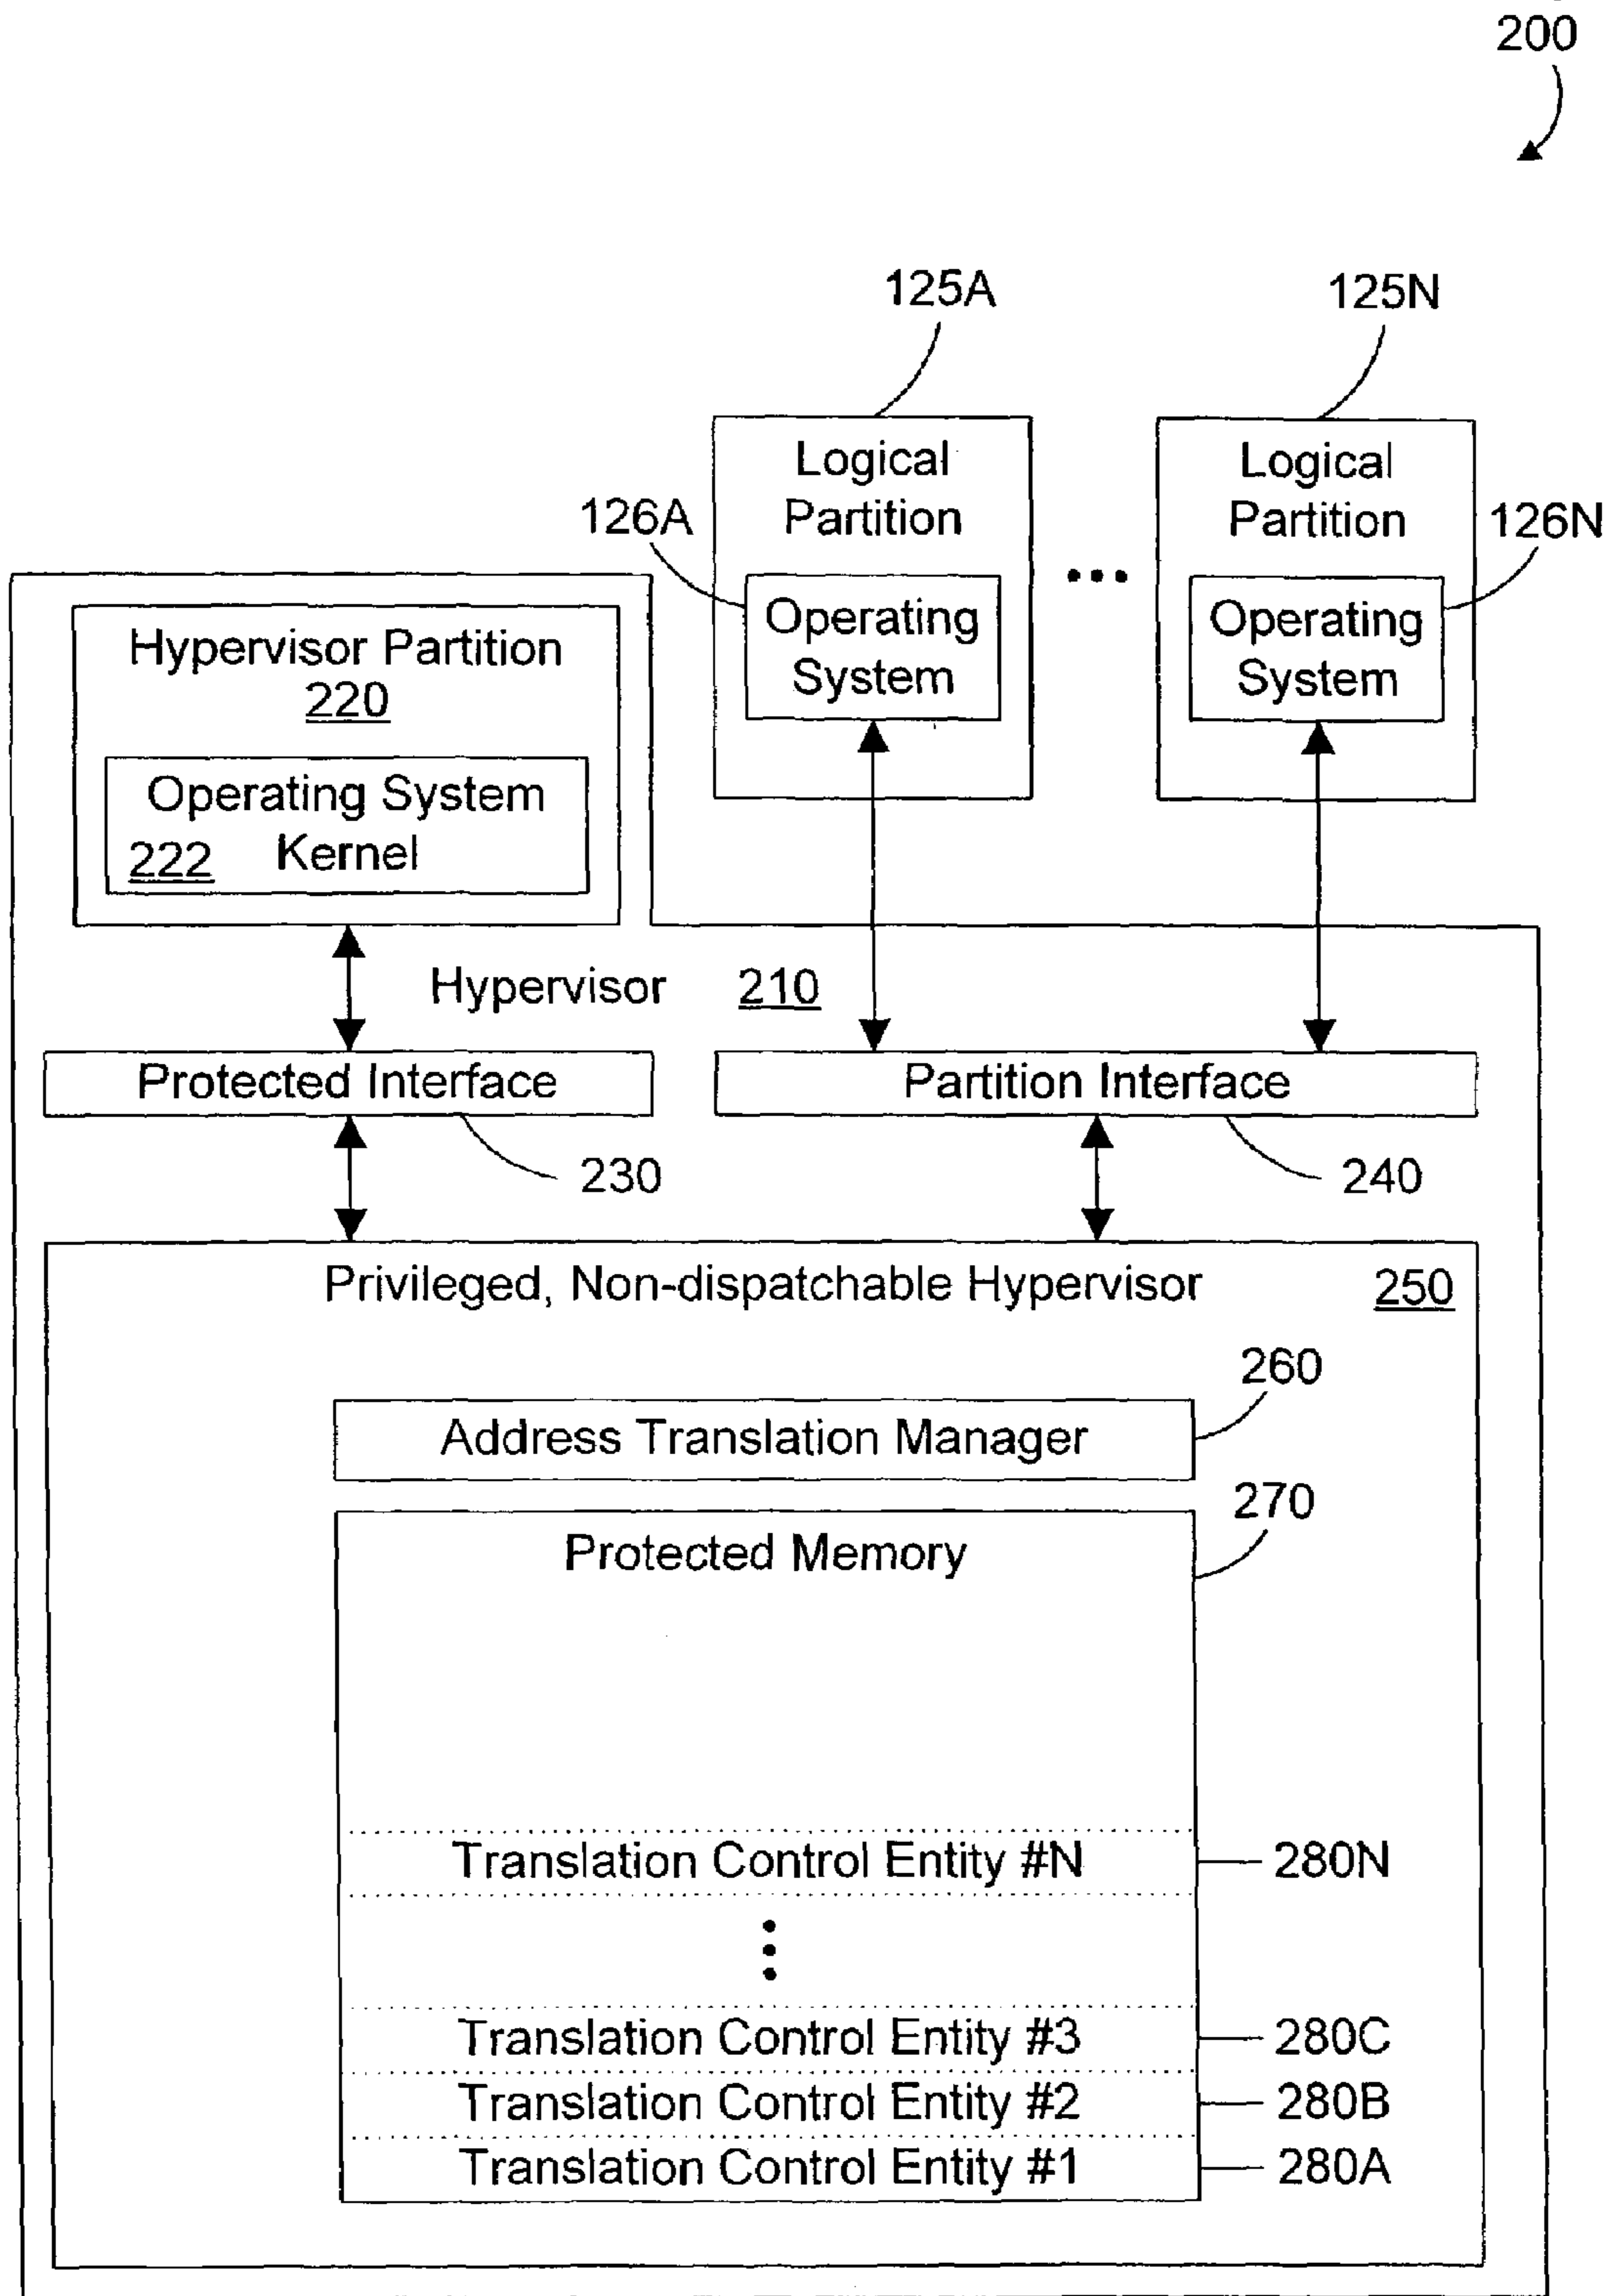 200
125A
125N
Logical
Partition
Logical
Partition
126A
126N
Operating
System
Operating
System
Hypervisor Partition
220
Operating System
222 Kernel
Hypervisor 210
Protected Interface
Partition Interface
230
240
Privileged, Non-dispatchable Hypervisor 250
260
Address Translation Manager
270
Protected Memory
Translation Control Entity #N 280N
Translation Control Entity #3 280C
Translation Control Entity #2 280B
Translation Control Entity #1 280A